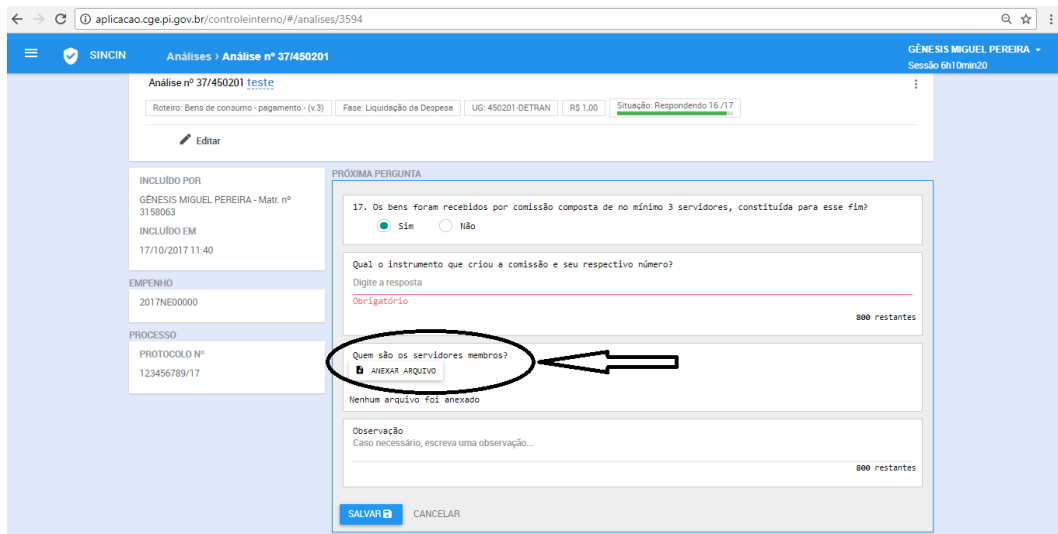 aplicacao.cge.pi.gov.br/controleinterno/#/analises/3594
SINCIN
Análises › Análise nº 37/450201
GÊNESIS MIGUEL PEREIRA
Sessão 6h10min20
Análise nº 37/450201 teste
Roteiro: Bens de consumo - pagamento - (v.3)
Fase: Liquidação da Despesa
UG: 450201-DETRAN
R$ 1,00
Situação: Respondendo 16 /17
Editar
INCLUÍDO POR
GÊNESIS MIGUEL PEREIRA - Matr. nº
3158063
INCLUÍDO EM
17/10/2017 11:40
EMPENHO
2017NE00000
PROCESSO
PROTOCOLO Nº
123456789/17
PRÓXIMA PERGUNTA
17. Os bens foram recebidos por comissão composta de no mínimo 3 servidores, constituída para esse fim?
Sim
Não
Qual o instrumento que criou a comissão e seu respectivo número?
Digite a resposta
Obrigatório
800 restantes
Quem são os servidores membros?
ANEXAR ARQUIVO
Nenhum arquivo foi anexado
Observação
Caso necessário, escreva uma observação...
800 restantes
SALVAR
CANCELAR